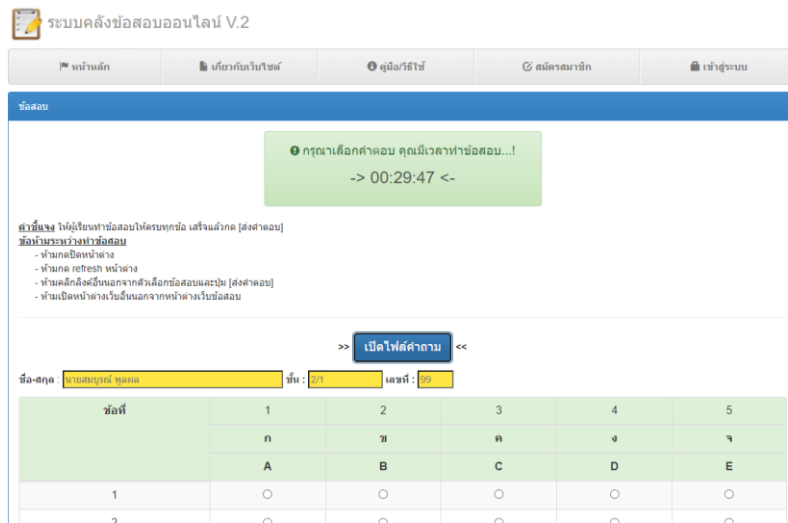 ระบบคลังข้อสอบออนไลน์ V.2
หน้าหลัก เกี่ยวกับเว็บไซต์ คู่มือ/วิธีใช้ สมัครสมาชิก เข้าสู่ระบบ
ข้อสอบ
กรุณาเลือกคำตอบ คุณมีเวลาทำข้อสอบ...!
-> 00:29:47 <-
คำชี้แจง ให้ผู้เรียนทำข้อสอบให้ครบทุกข้อ เสร็จแล้วกด [ส่งคำตอบ]
ข้อห้ามระหว่างทำข้อสอบ
- ห้ามกดปิดหน้าต่าง
- ห้ามกด refresh หน้าต่าง
- ห้ามคลิกลิงค์อื่นนอกจากตัวเลือกข้อสอบและปุ่ม [ส่งคำตอบ]
- ห้ามเปิดหน้าต่างเว็บอื่นนอกจากหน้าต่างเว็บข้อสอบ
>> เปิดไฟล์คำถาม <<
ชื่อ-สกุล : นายสมบูรณ์ พูลผล ชั้น : 2/1 เลขที่ : 99
ข้อที่ 1 2 3 4 5
ก ข ค ง จ
A B C D E
1
2